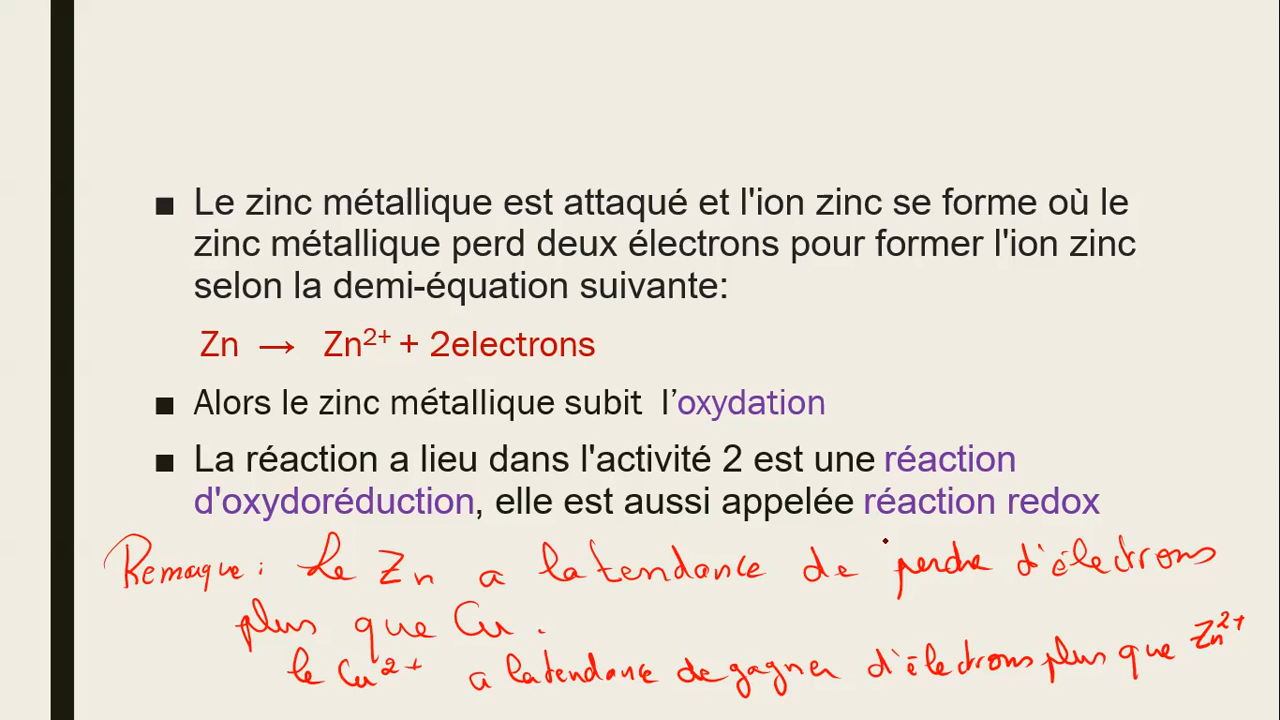 ■ Le zinc métallique est attaqué et l'ion zinc se forme où le
zinc métallique perd deux électrons pour former l'ion zinc
selon la demi-équation suivante:
Zn → Zn²⁺ + 2electrons
■ Alors le zinc métallique subit l’oxydation
■ La réaction a lieu dans l'activité 2 est une réaction
d'oxydoréduction, elle est aussi appelée réaction redox
Remarque : Le Zn a la tendance de perdre d'électrons
plus que Cu.
le Cu²⁺ a la tendance de gagner d'électrons plus que Zn²⁺